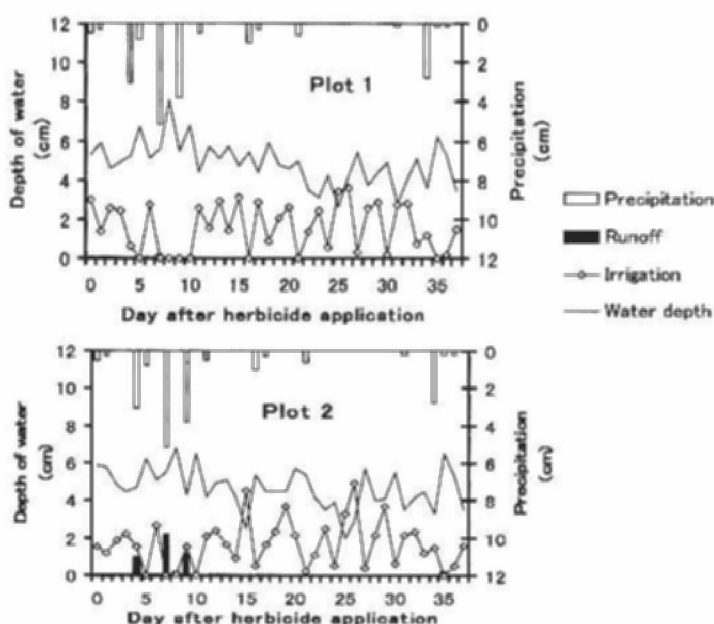 12
10
8
6
4
2
0
Depth of water
(cm)
Plot 1
0
2
4
6
8
10
12
Precipitation
(cm)
0 5 10 15 20 25 30 35
Day after herbicide application
Precipitation
Runoff
Irrigation
Water depth
12
10
8
6
4
2
0
Depth of water
(cm)
Plot 2
0
2
4
6
8
10
12
Precipitation
(cm)
0 5 10 15 20 25 30 35
Day after herbicide application